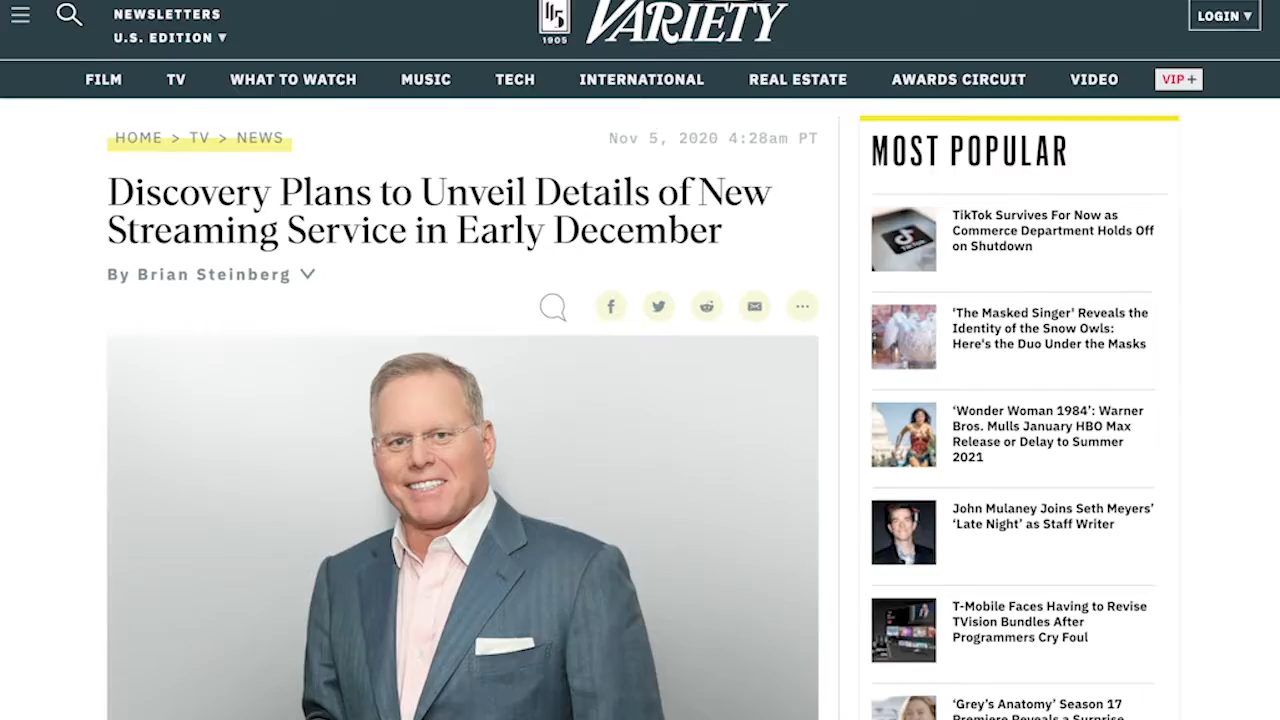 NEWSLETTERS
U.S. EDITION
115
1905
VARIETY
LOGIN
FILM
TV
WHAT TO WATCH
MUSIC
TECH
INTERNATIONAL
REAL ESTATE
AWARDS CIRCUIT
VIDEO
VIP+
HOME > TV > NEWS
Nov 5, 2020 4:28am PT
Discovery Plans to Unveil Details of New
Streaming Service in Early December
By Brian Steinberg
MOST POPULAR
TikTok Survives For Now as
Commerce Department Holds Off
on Shutdown
'The Masked Singer' Reveals the
Identity of the Snow Owls:
Here's the Duo Under the Masks
‘Wonder Woman 1984’: Warner
Bros. Mulls January HBO Max
Release or Delay to Summer
2021
John Mulaney Joins Seth Meyers’
‘Late Night’ as Staff Writer
T-Mobile Faces Having to Revise
TVision Bundles After
Programmers Cry Foul
‘Grey’s Anatomy’ Season 17
Premiere Reveals a Surprise